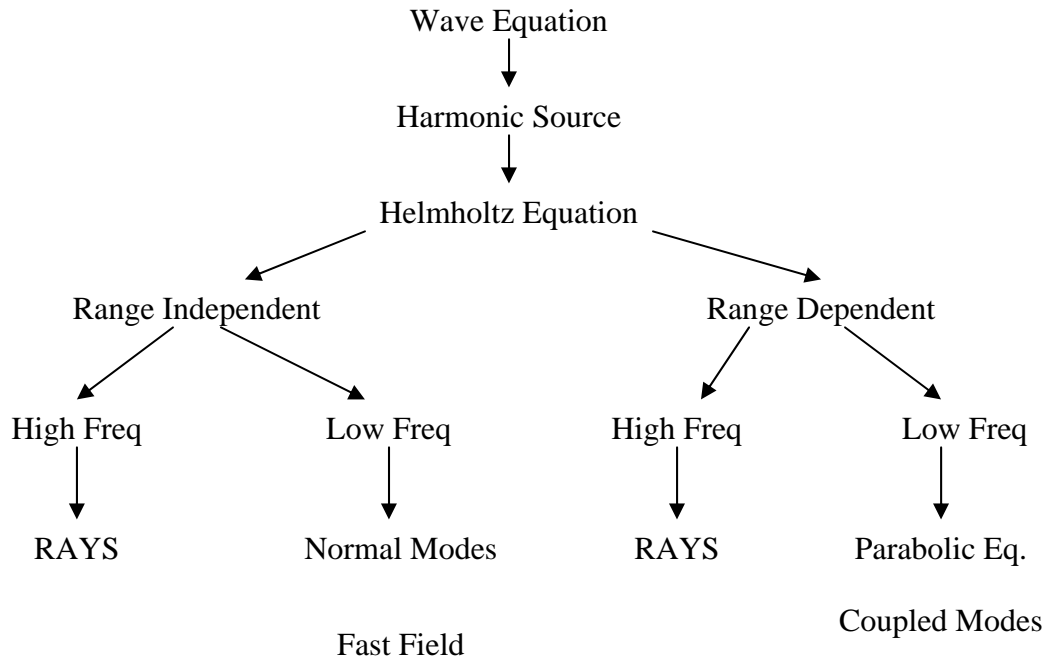 Wave Equation
Harmonic Source
Helmholtz Equation
Range Independent
Range Dependent
High Freq
Low Freq
High Freq
Low Freq
RAYS
Normal Modes
RAYS
Parabolic Eq.
Coupled Modes
Fast Field